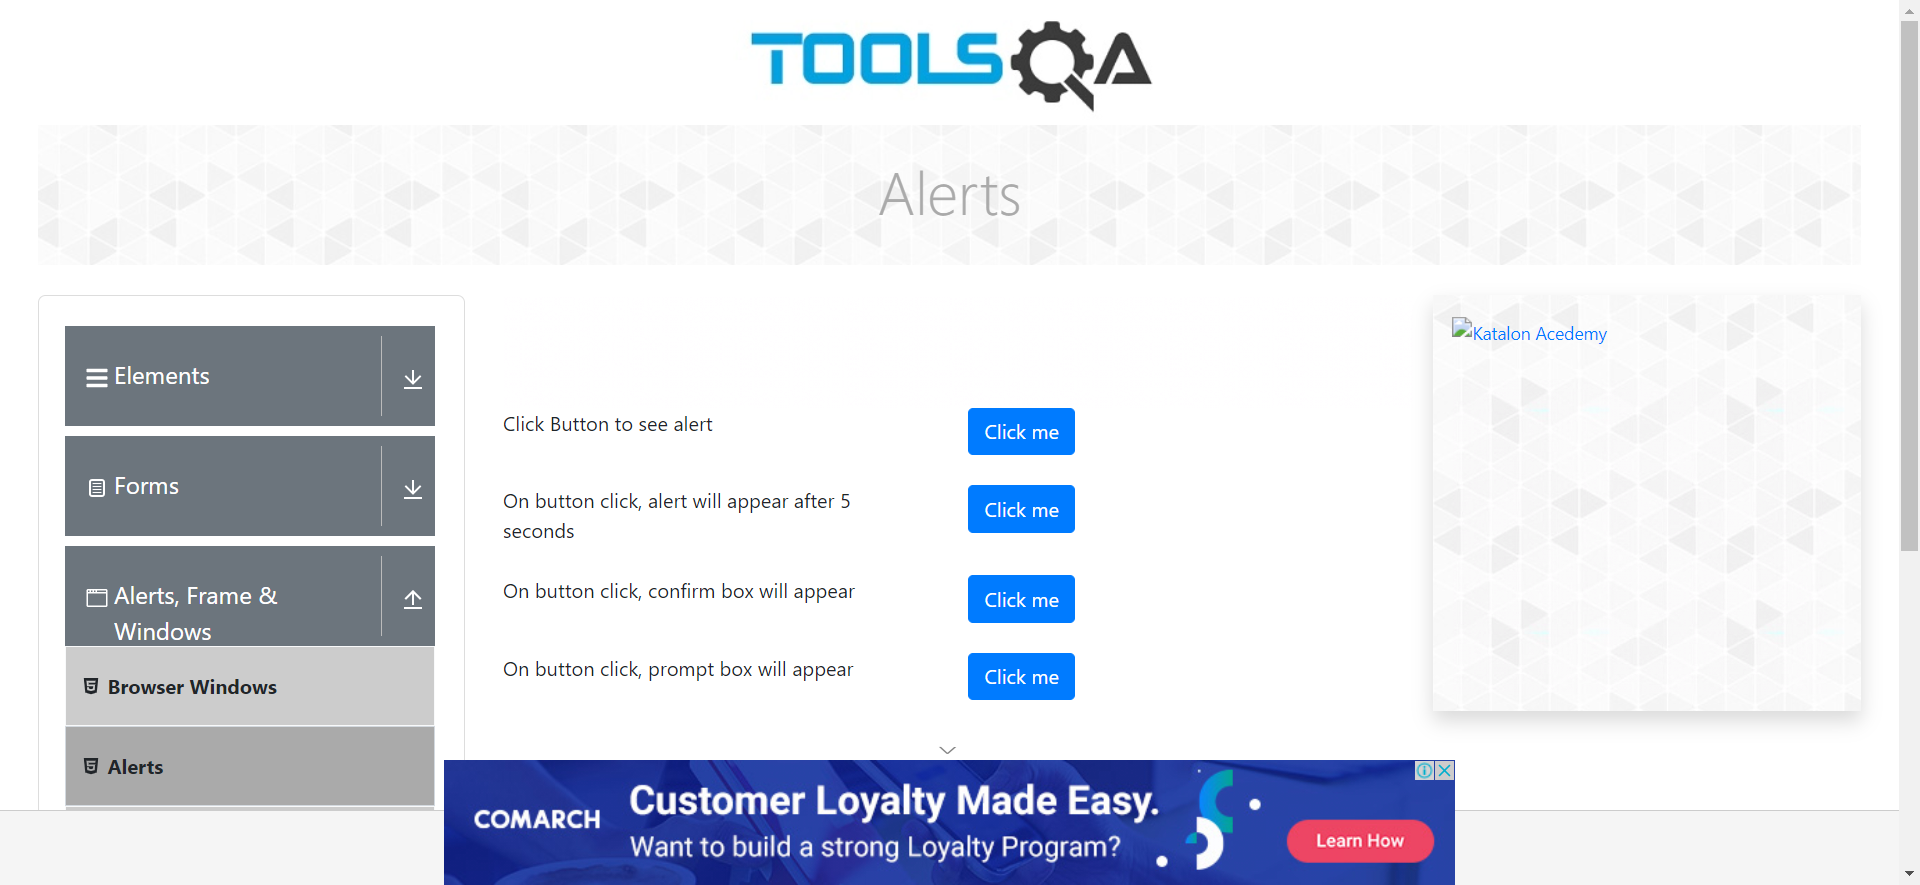 TOOLSQA
Alerts
Elements
Forms
Alerts, Frame &
Windows
Browser Windows
Alerts
Click Button to see alert
Click me
On button click, alert will appear after 5
seconds
Click me
On button click, confirm box will appear
Click me
On button click, prompt box will appear
Click me
Katalon Acedemy
COMARCH
Customer Loyalty Made Easy.
Want to build a strong Loyalty Program?
Learn How